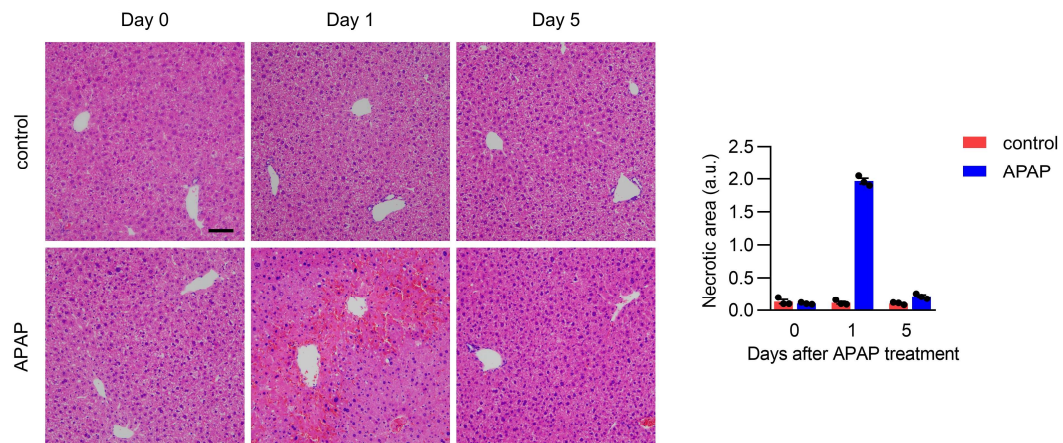 Day 0
Day 1
Day 5
control
APAP
control
APAP
Necrotic area (a.u.)
2.5
2.0
1.5
1.0
0.5
0.0
0 1 5
Days after APAP treatment